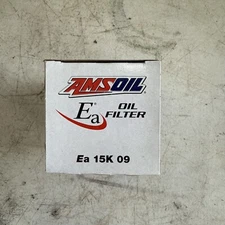 AMSOIL
Ea® OIL
FILTER
Ea 15K 09